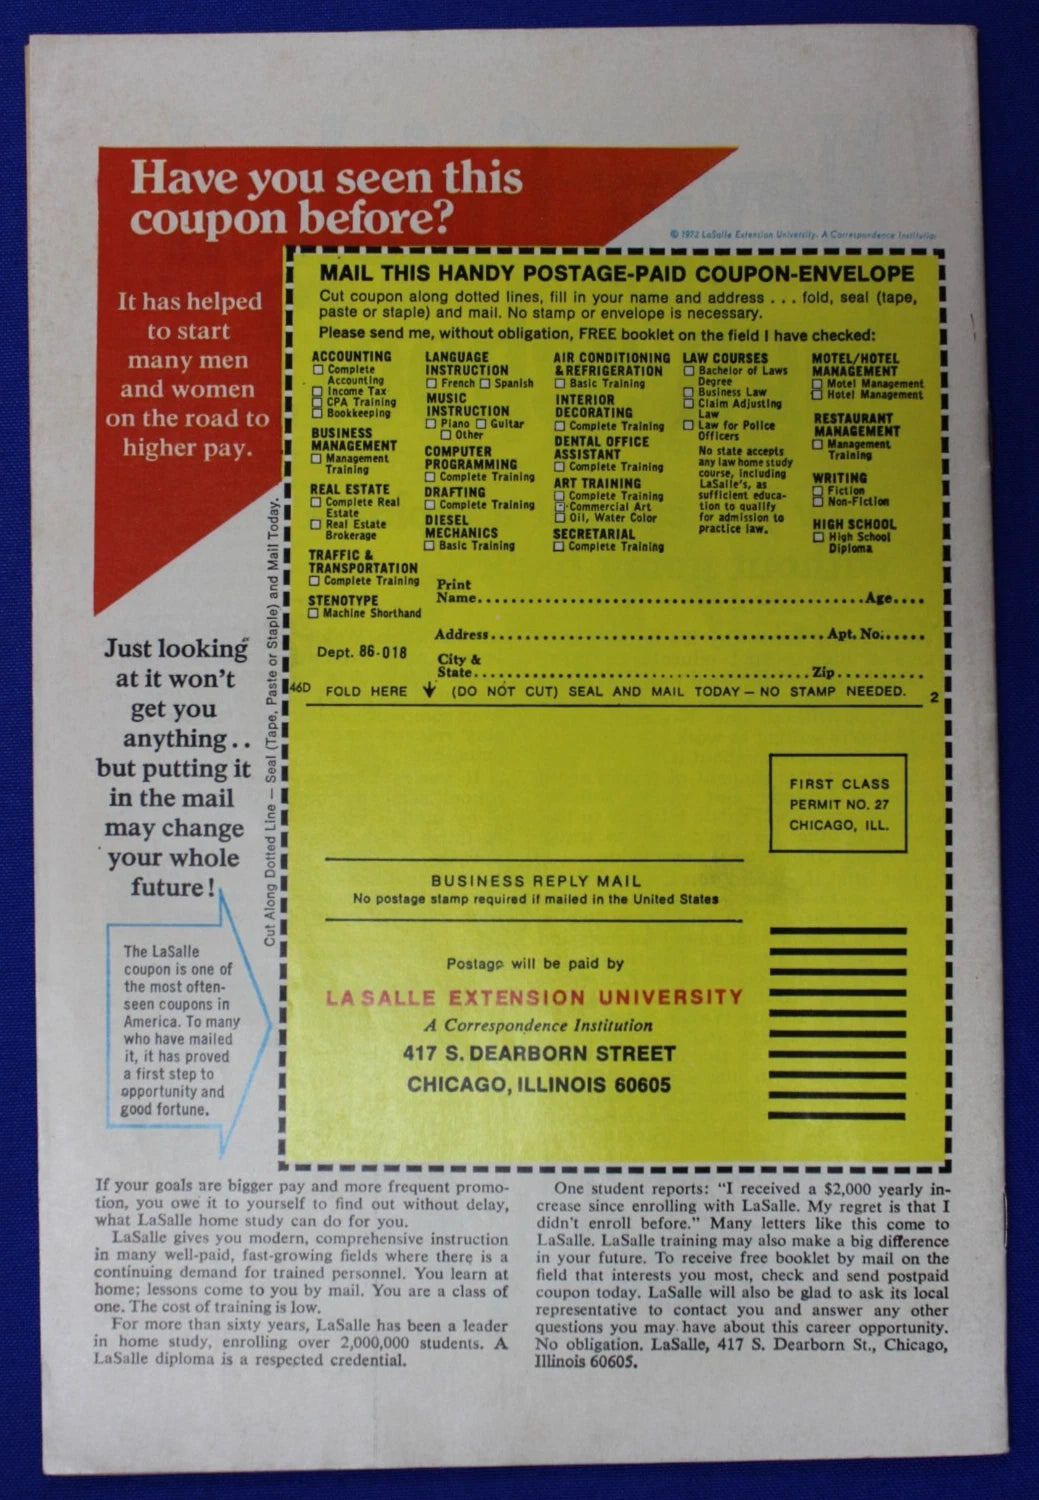 Have you seen this
coupon before?
It has helped
to start
many men
and women
on the road to
higher pay.
© 1972 LaSalle Extension University. A Correspondence Institution
MAIL THIS HANDY POSTAGE-PAID COUPON-ENVELOPE
Cut coupon along dotted lines, fill in your name and address . . . fold, seal (tape,
paste or staple) and mail. No stamp or envelope is necessary.
Please send me, without obligation, FREE booklet on the field I have checked:
ACCOUNTING
☐ Complete
Accounting
☐ Income Tax
☐ CPA Training
☐ Bookkeeping
BUSINESS
MANAGEMENT
☐ Management
Training
REAL ESTATE
☐ Complete Real
Estate
☐ Real Estate
Brokerage
TRAFFIC &
TRANSPORTATION
☐ Complete Training
STENOTYPE
☐ Machine Shorthand
LANGUAGE
INSTRUCTION
☐ French ☐ Spanish
MUSIC
INSTRUCTION
☐ Piano ☐ Guitar
☐ Other
COMPUTER
PROGRAMMING
☐ Complete Training
DRAFTING
☐ Complete Training
DIESEL
MECHANICS
☐ Basic Training
AIR CONDITIONING
& REFRIGERATION
☐ Basic Training
INTERIOR
DECORATING
☐ Complete Training
DENTAL OFFICE
ASSISTANT
☐ Complete Training
ART TRAINING
☐ Complete Training
☐ Commercial Art
☐ Oil, Water Color
SECRETARIAL
☐ Complete Training
LAW COURSES
☐ Bachelor of Laws
Degree
☐ Business Law
☐ Claim Adjusting
Law
☐ Law for Police
Officers
No state accepts
any law home study
course, including
LaSalle's, as
sufficient educa-
tion to qualify
for admission to
practice law.
MOTEL/HOTEL
MANAGEMENT
☐ Motel Management
☐ Hotel Management
RESTAURANT
MANAGEMENT
☐ Management
Training
WRITING
☐ Fiction
☐ Non-Fiction
HIGH SCHOOL
☐ High School
Diploma
Print
Name...............Age....
Address...............Apt. No......
Dept. 86-018
City &
State...............Zip..........
46D FOLD HERE ↓ (DO NOT CUT) SEAL AND MAIL TODAY — NO STAMP NEEDED. 2
Cut Along Dotted Line — Seal (Tape, Paste or Staple) and Mail Today.
Just looking
at it won't
get you
anything..
but putting it
in the mail
may change
your whole
future!
The LaSalle
coupon is one of
the most often-
seen coupons in
America. To many
who have mailed
it, it has proved
a first step to
opportunity and
good fortune.
FIRST CLASS
PERMIT NO. 27
CHICAGO, ILL.
BUSINESS REPLY MAIL
No postage stamp required if mailed in the United States
Postage will be paid by
LASALLE EXTENSION UNIVERSITY
A Correspondence Institution
417 S. DEARBORN STREET
CHICAGO, ILLINOIS 60605
If your goals are bigger pay and more frequent promo-
tion, you owe it to yourself to find out without delay,
what LaSalle home study can do for you.
LaSalle gives you modern, comprehensive instruction
in many well-paid, fast-growing fields where there is a
continuing demand for trained personnel. You learn at
home; lessons come to you by mail. You are a class of
one. The cost of training is low.
For more than sixty years, LaSalle has been a leader
in home study, enrolling over 2,000,000 students. A
LaSalle diploma is a respected credential.
One student reports: "I received a $2,000 yearly in-
crease since enrolling with LaSalle. My regret is that I
didn't enroll before." Many letters like this come to
LaSalle. LaSalle training may also make a big difference
in your future. To receive free booklet by mail on the
field that interests you most, check and send postpaid
coupon today. LaSalle will also be glad to ask its local
representative to contact you and answer any other
questions you may have about this career opportunity.
No obligation. LaSalle, 417 S. Dearborn St., Chicago,
Illinois 60605.